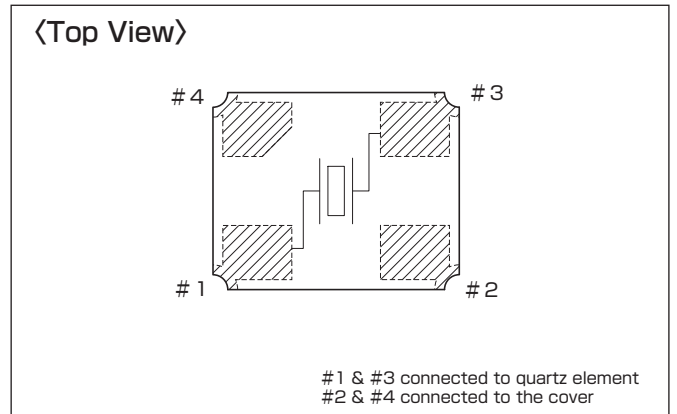 〈Top View〉
#4
#3
#1
#2
#1 & #3 connected to quartz element
#2 & #4 connected to the cover